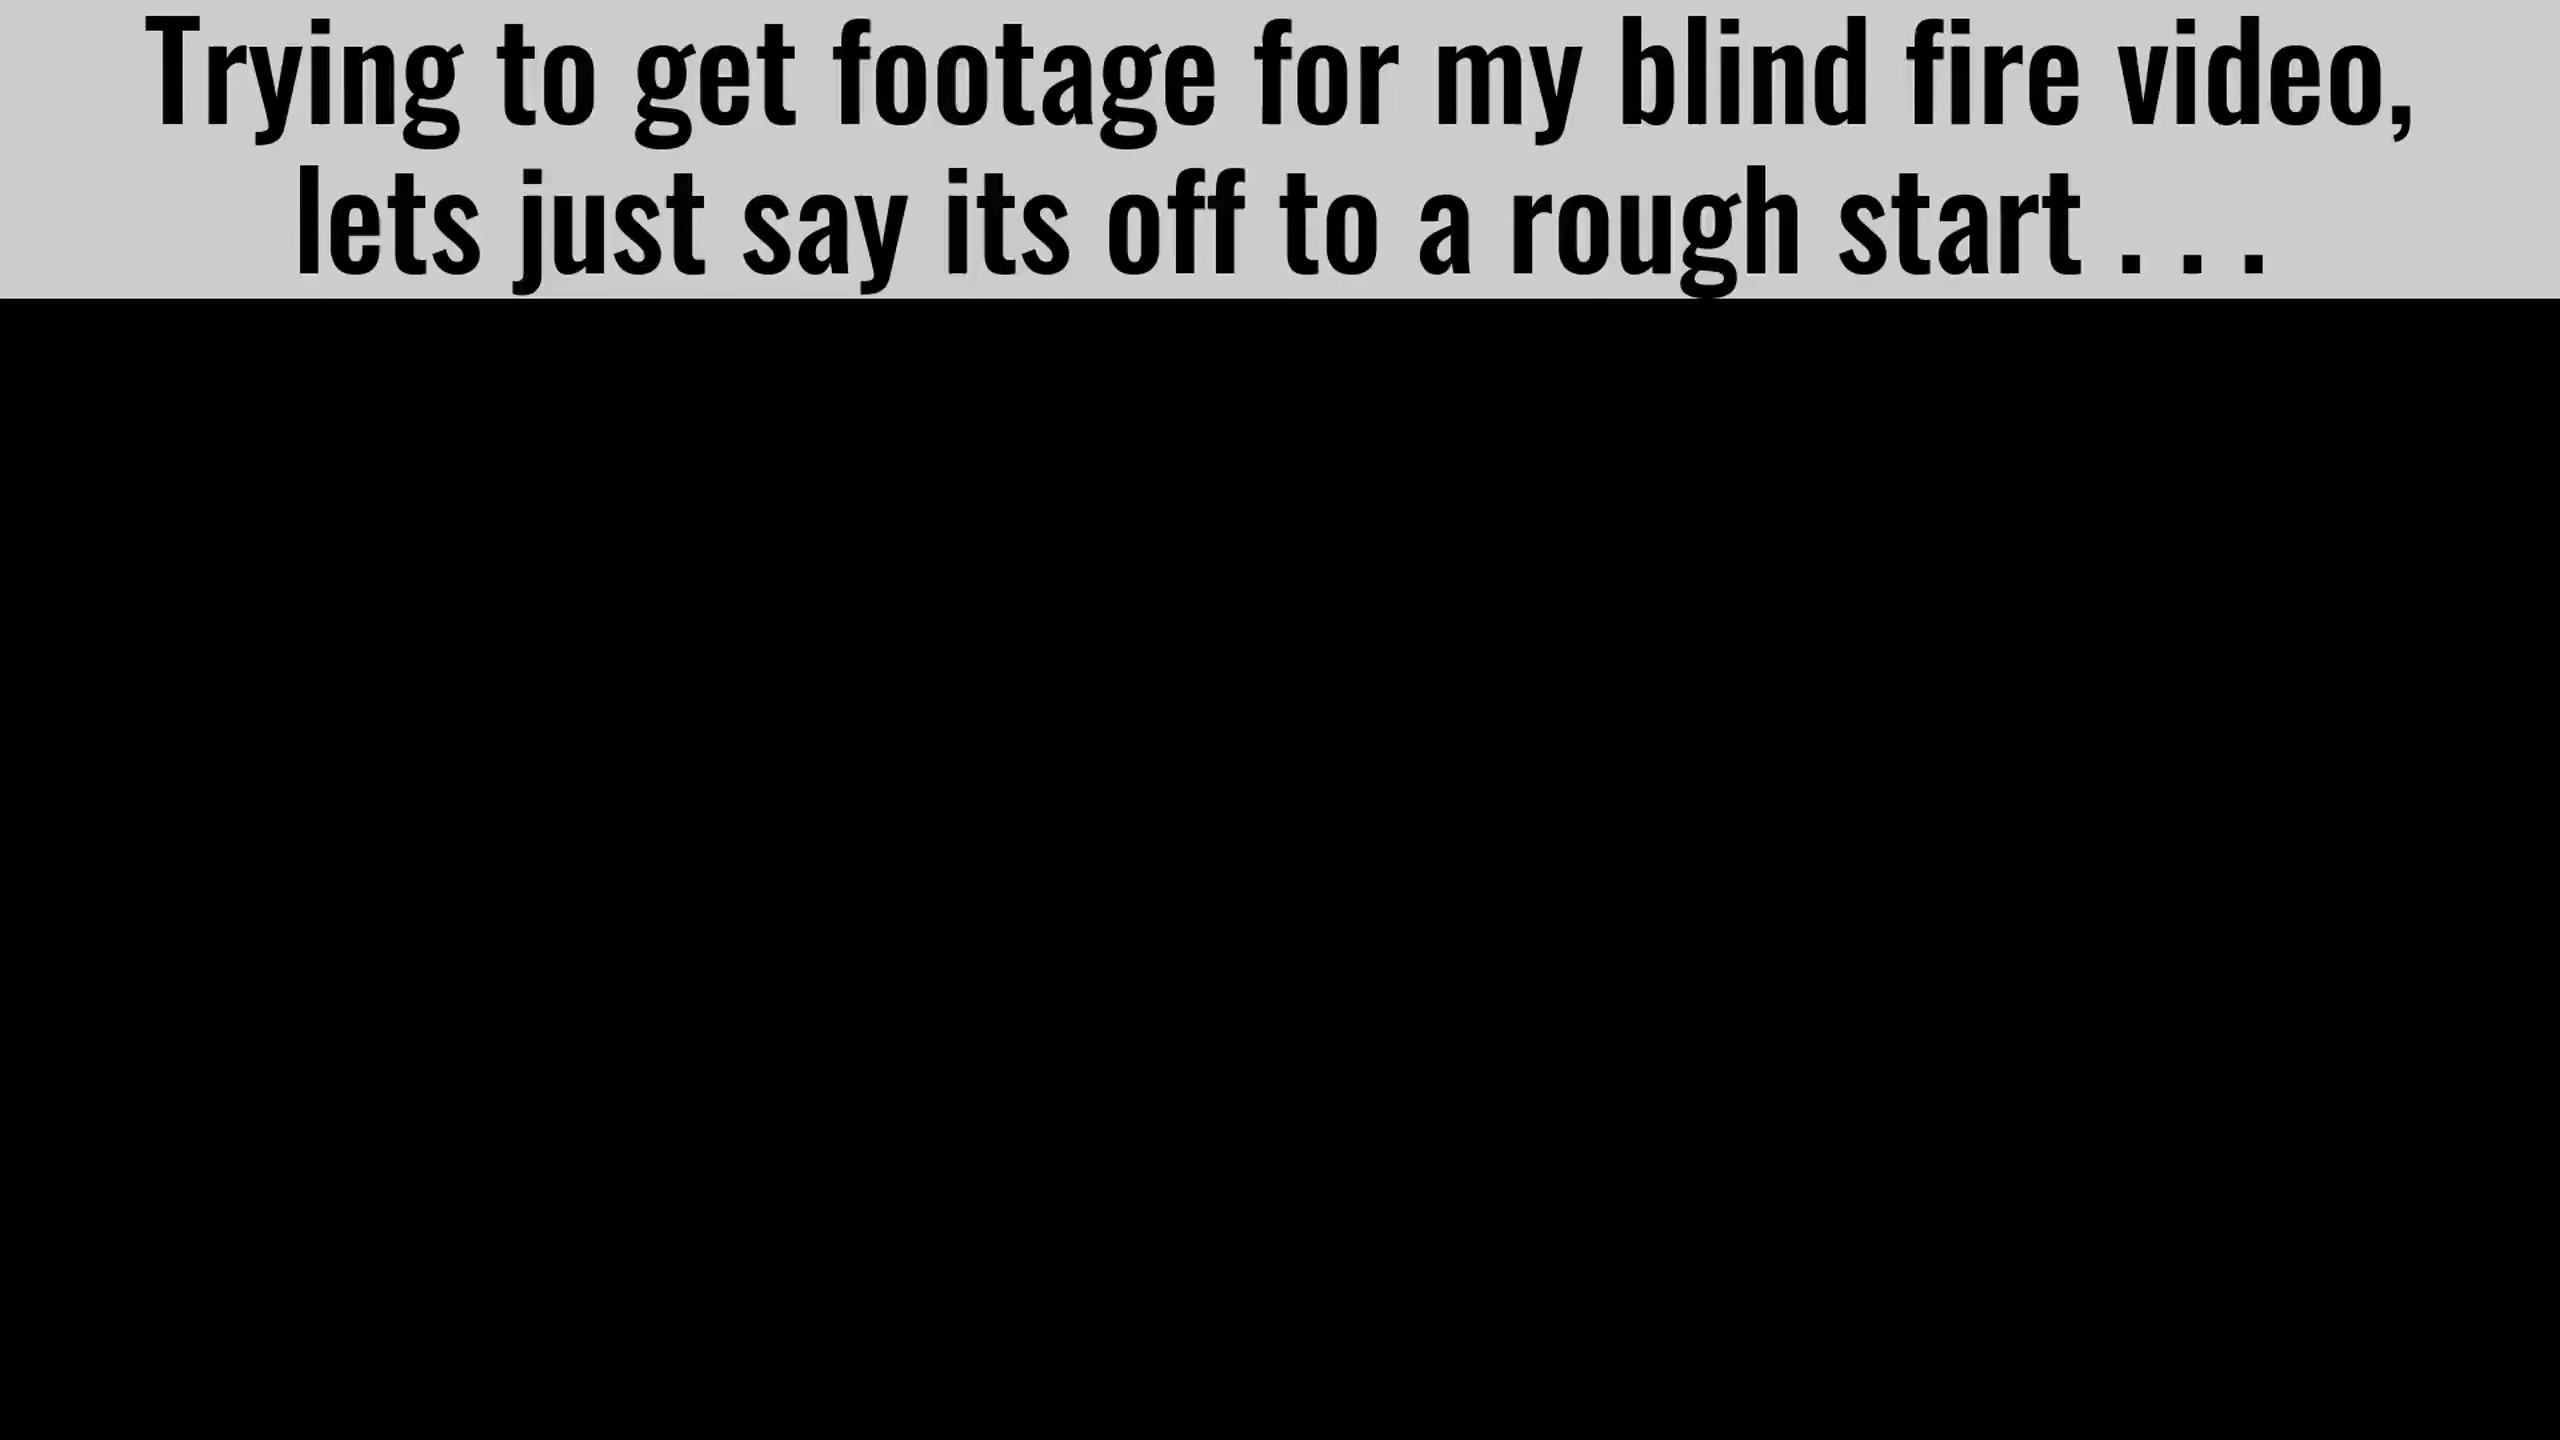 Trying to get footage for my blind fire video,
lets just say its off to a rough start . . .